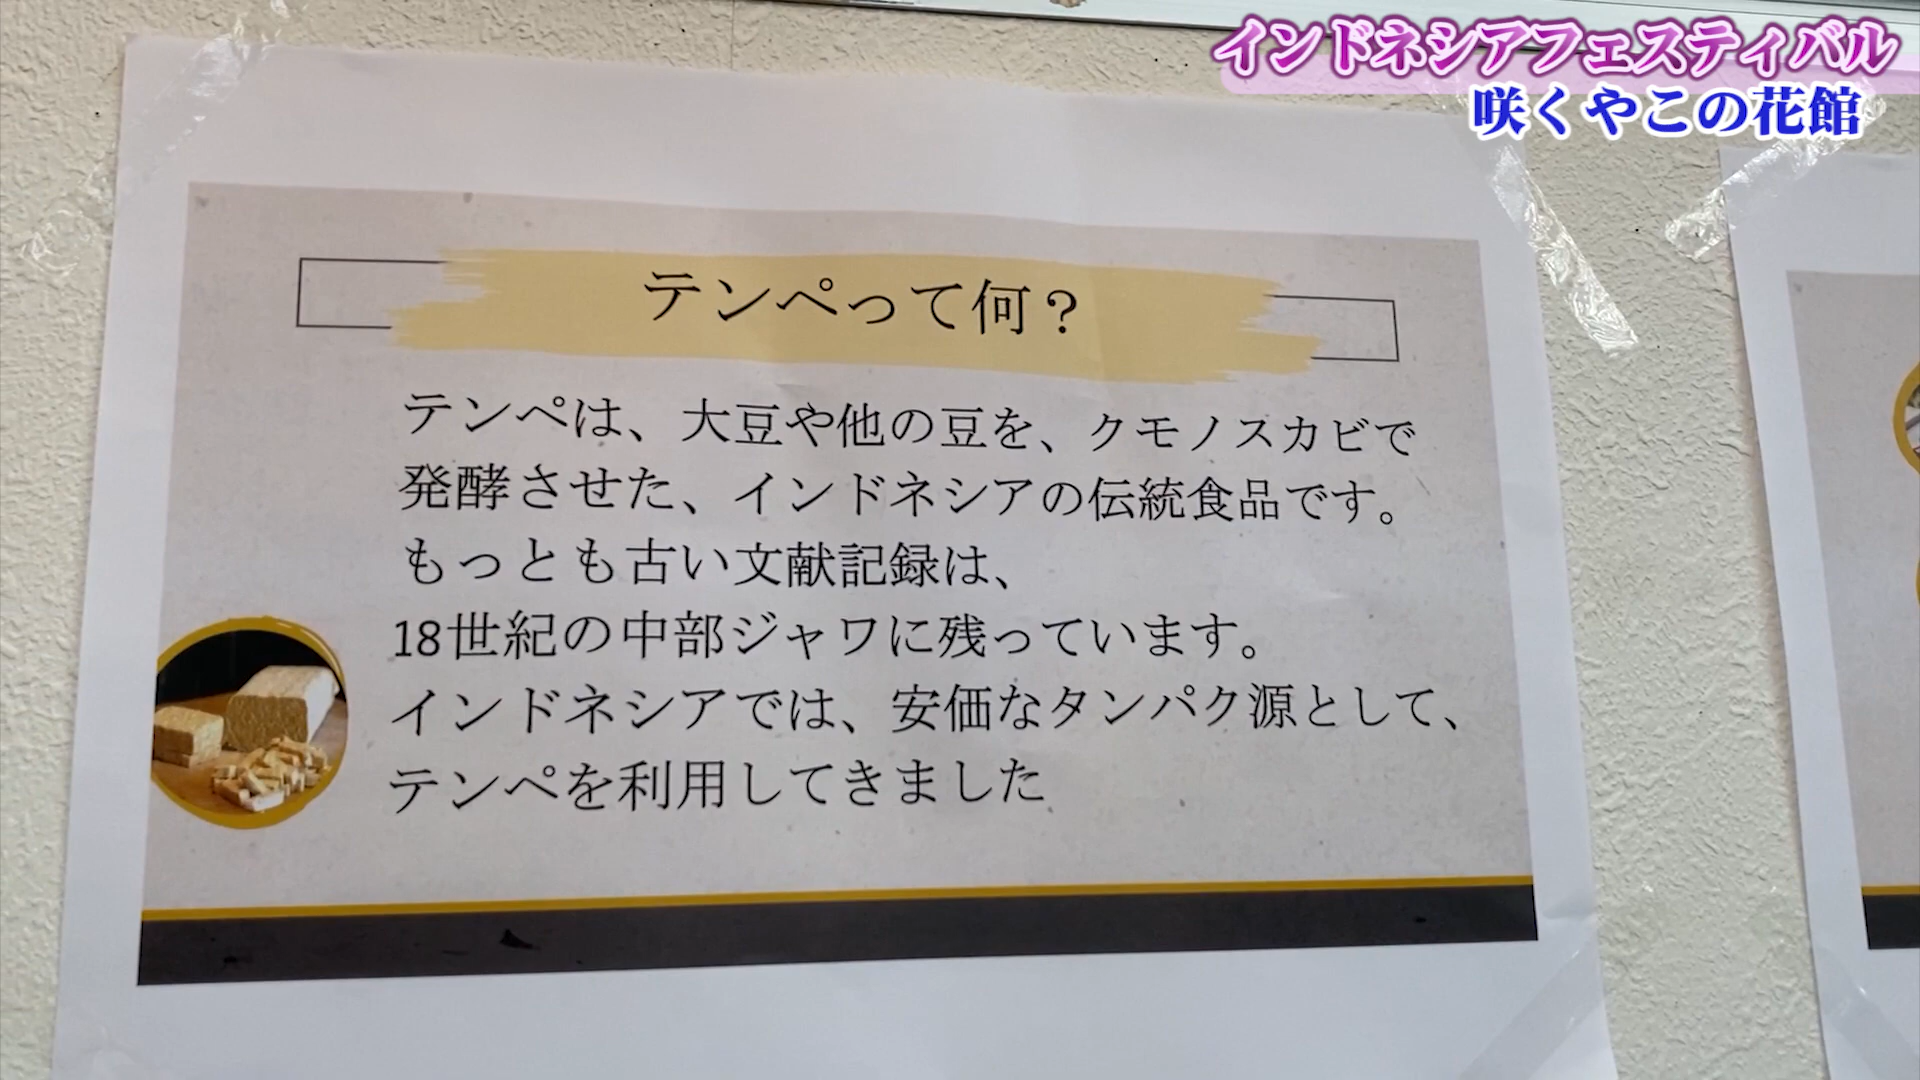 インドネシアフェスティバル
咲くやこの花館
テンペって何？
テンペは、大豆や他の豆を、クモノスカビで
発酵させた、インドネシアの伝統食品です。
もっとも古い文献記録は、
18世紀の中部ジャワに残っています。
インドネシアでは、安価なタンパク源として、
テンペを利用してきました